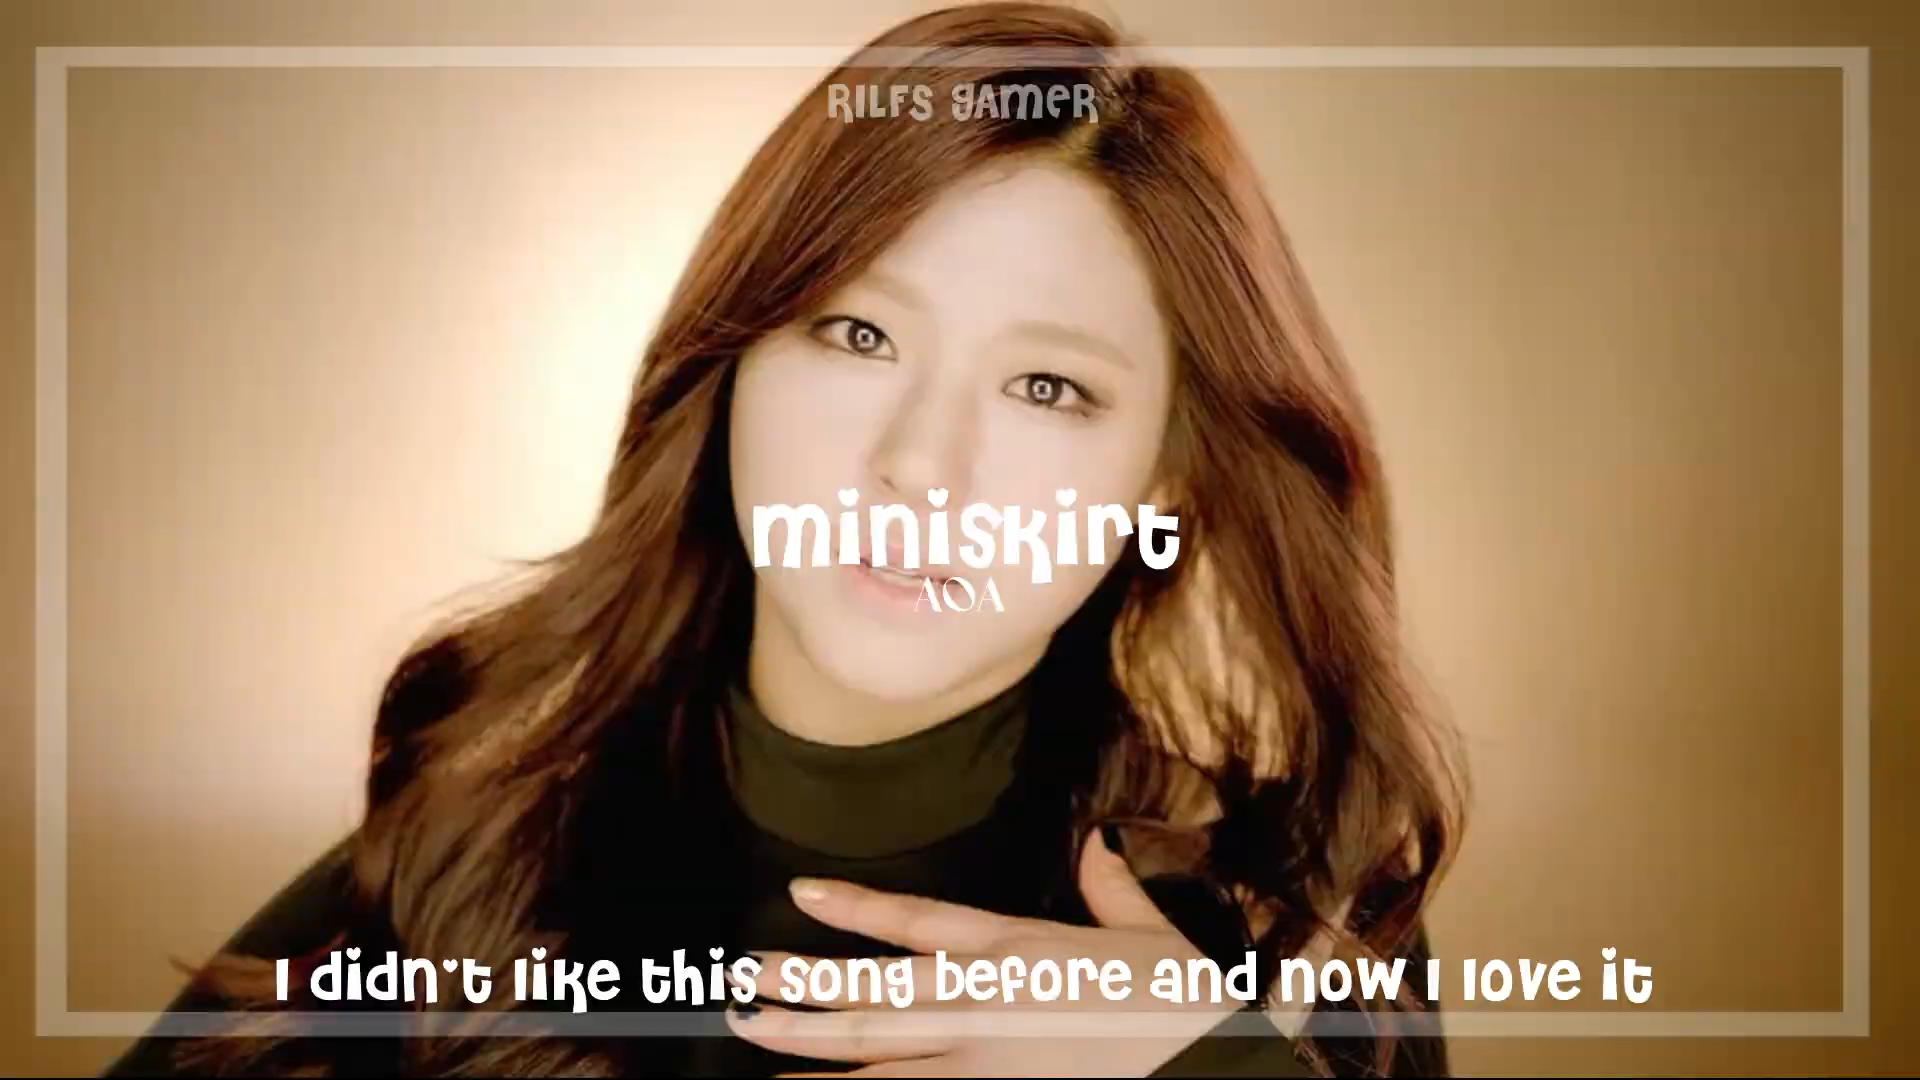 RILFS GAMER
miniskirt
AOA
I didn't like this song before and now I love it